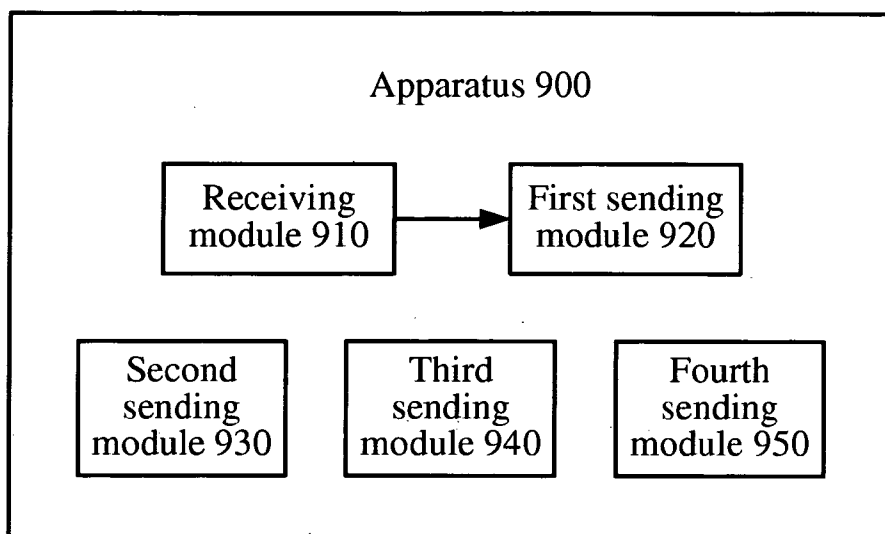 Apparatus 900
Receiving
module 910
First sending
module 920
Second
sending
module 930
Third
sending
module 940
Fourth
sending
module 950